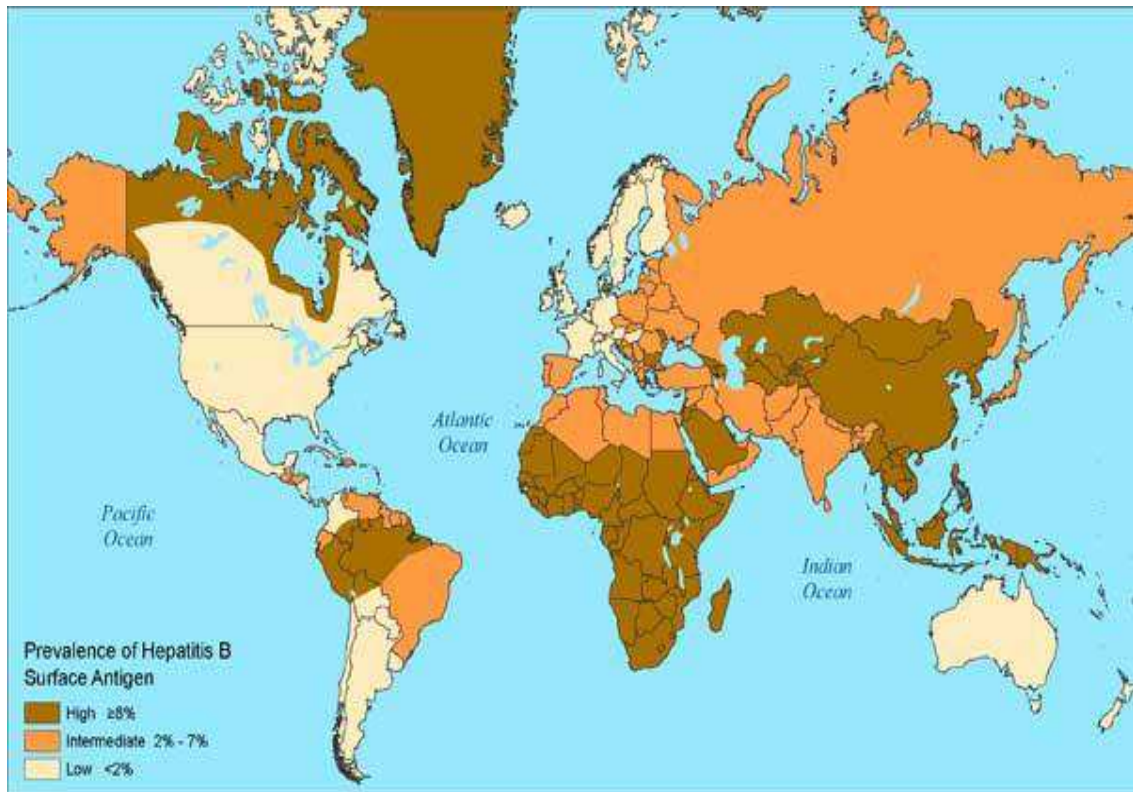 Atlantic
Ocean
Pacific
Ocean
Indian
Ocean
Prevalence of Hepatitis B
Surface Antigen
High ≥8%
Intermediate 2% - 7%
Low <2%